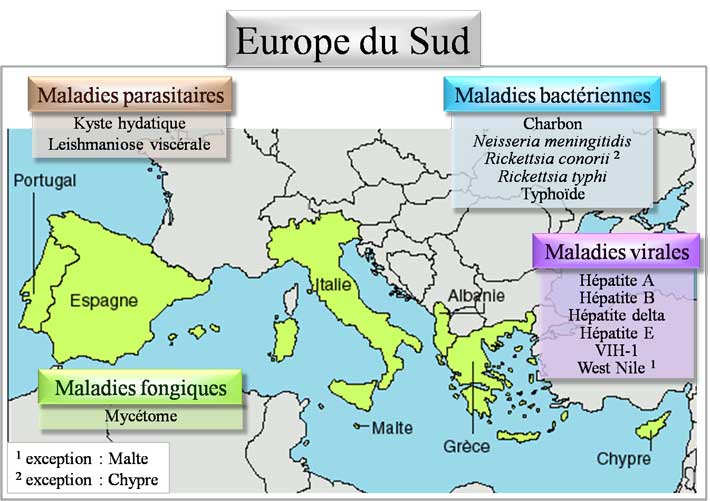 Europe du Sud
Maladies parasitaires
Kyste hydatique
Leishmaniose viscérale
Maladies bactériennes
Charbon
Neisseria meningitidis
Rickettsia conorii ²
Rickettsia typhi
Typhoïde
Portugal
Espagne
Italie
Albanie
Maladies virales
Hépatite A
Hépatite B
Hépatite delta
Hépatite E
VIH-1
West Nile ¹
Maladies fongiques
Mycétome
Malte
Grèce
Chypre
¹ exception : Malte
² exception : Chypre